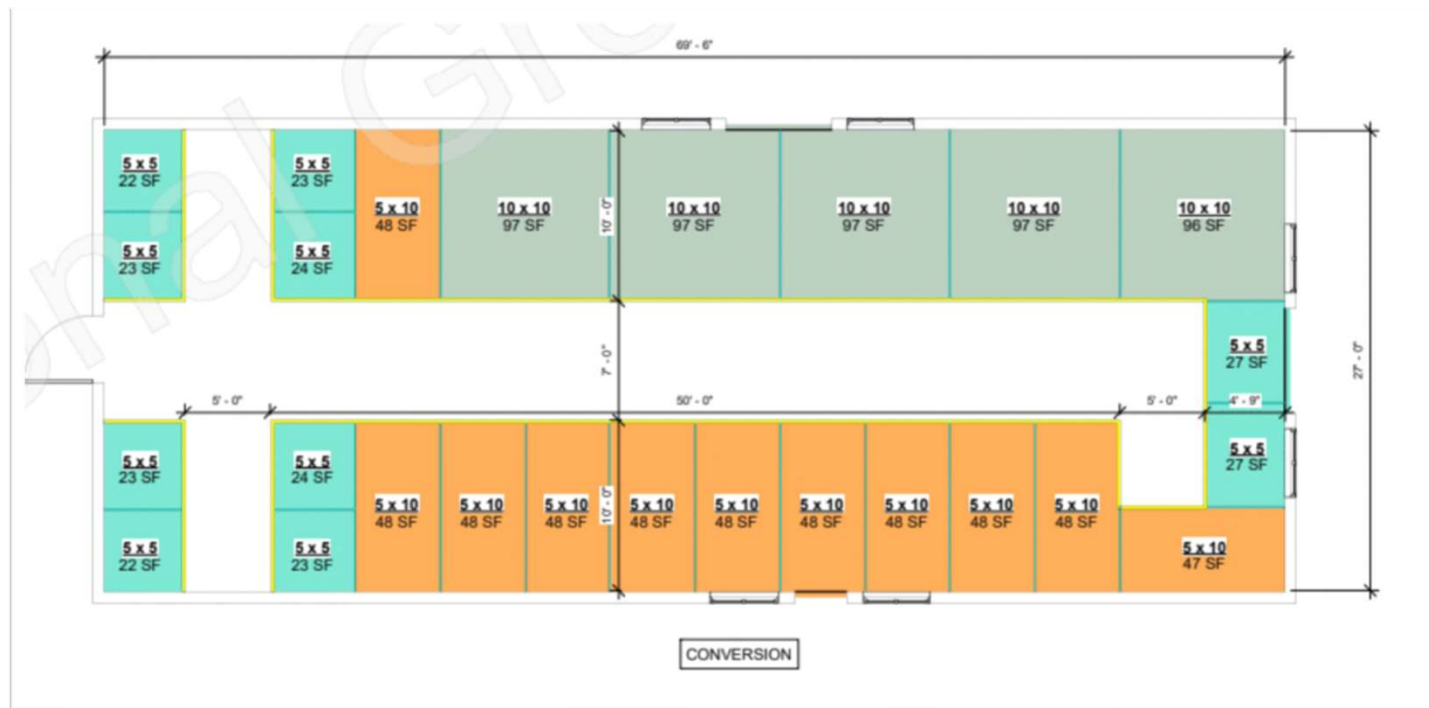 69' - 6"
5 x 5
22 SF
5 x 5
23 SF
5 x 10
48 SF
10 x 10
97 SF
10' - 0"
10 x 10
97 SF
10 x 10
97 SF
10 x 10
97 SF
10 x 10
96 SF
5 x 5
23 SF
5 x 5
24 SF
7' - 0"
5 x 5
27 SF
27' - 0"
5' - 0"
50' - 0"
5' - 0"
4' - 9"
5 x 5
23 SF
5 x 5
24 SF
5 x 5
27 SF
5 x 10
48 SF
5 x 10
48 SF
5 x 10
48 SF
10' - 0"
5 x 10
48 SF
5 x 10
48 SF
5 x 10
48 SF
5 x 10
48 SF
5 x 10
48 SF
5 x 10
48 SF
5 x 5
22 SF
5 x 5
23 SF
5 x 10
47 SF
CONVERSION